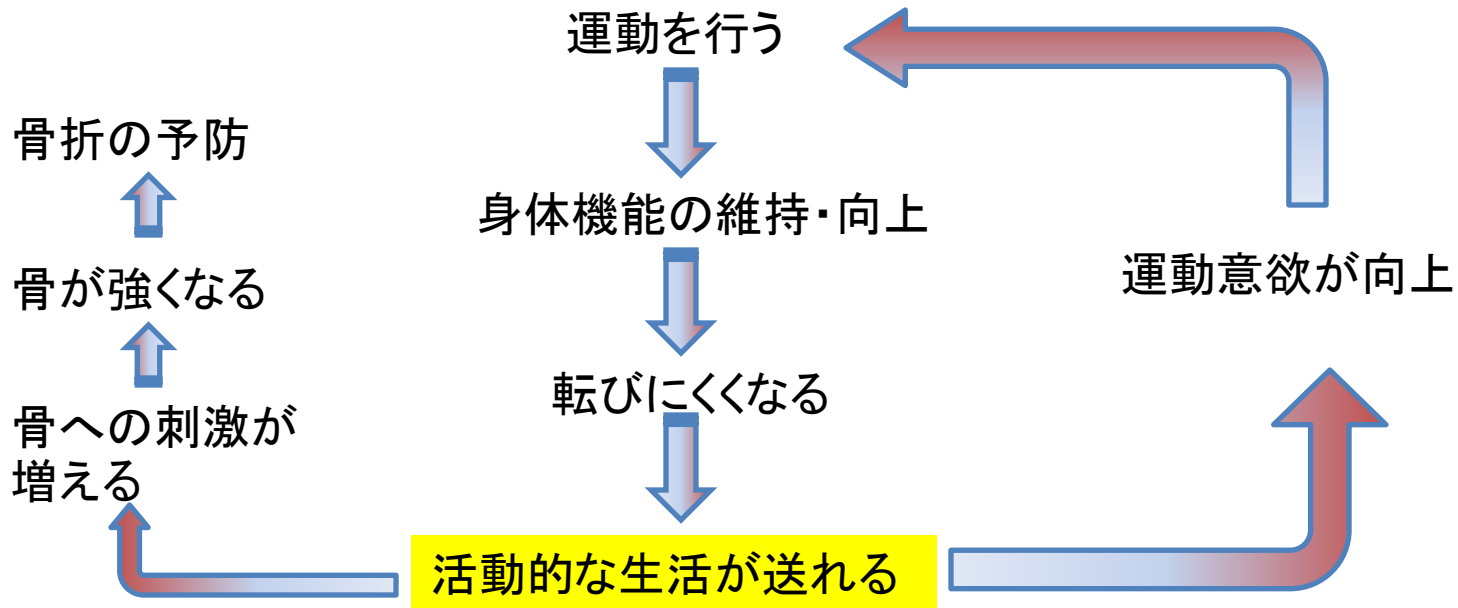 運動を行う
骨折の予防
身体機能の維持・向上
運動意欲が向上
骨が強くなる
転びにくくなる
骨への刺激が
増える
活動的な生活が送れる